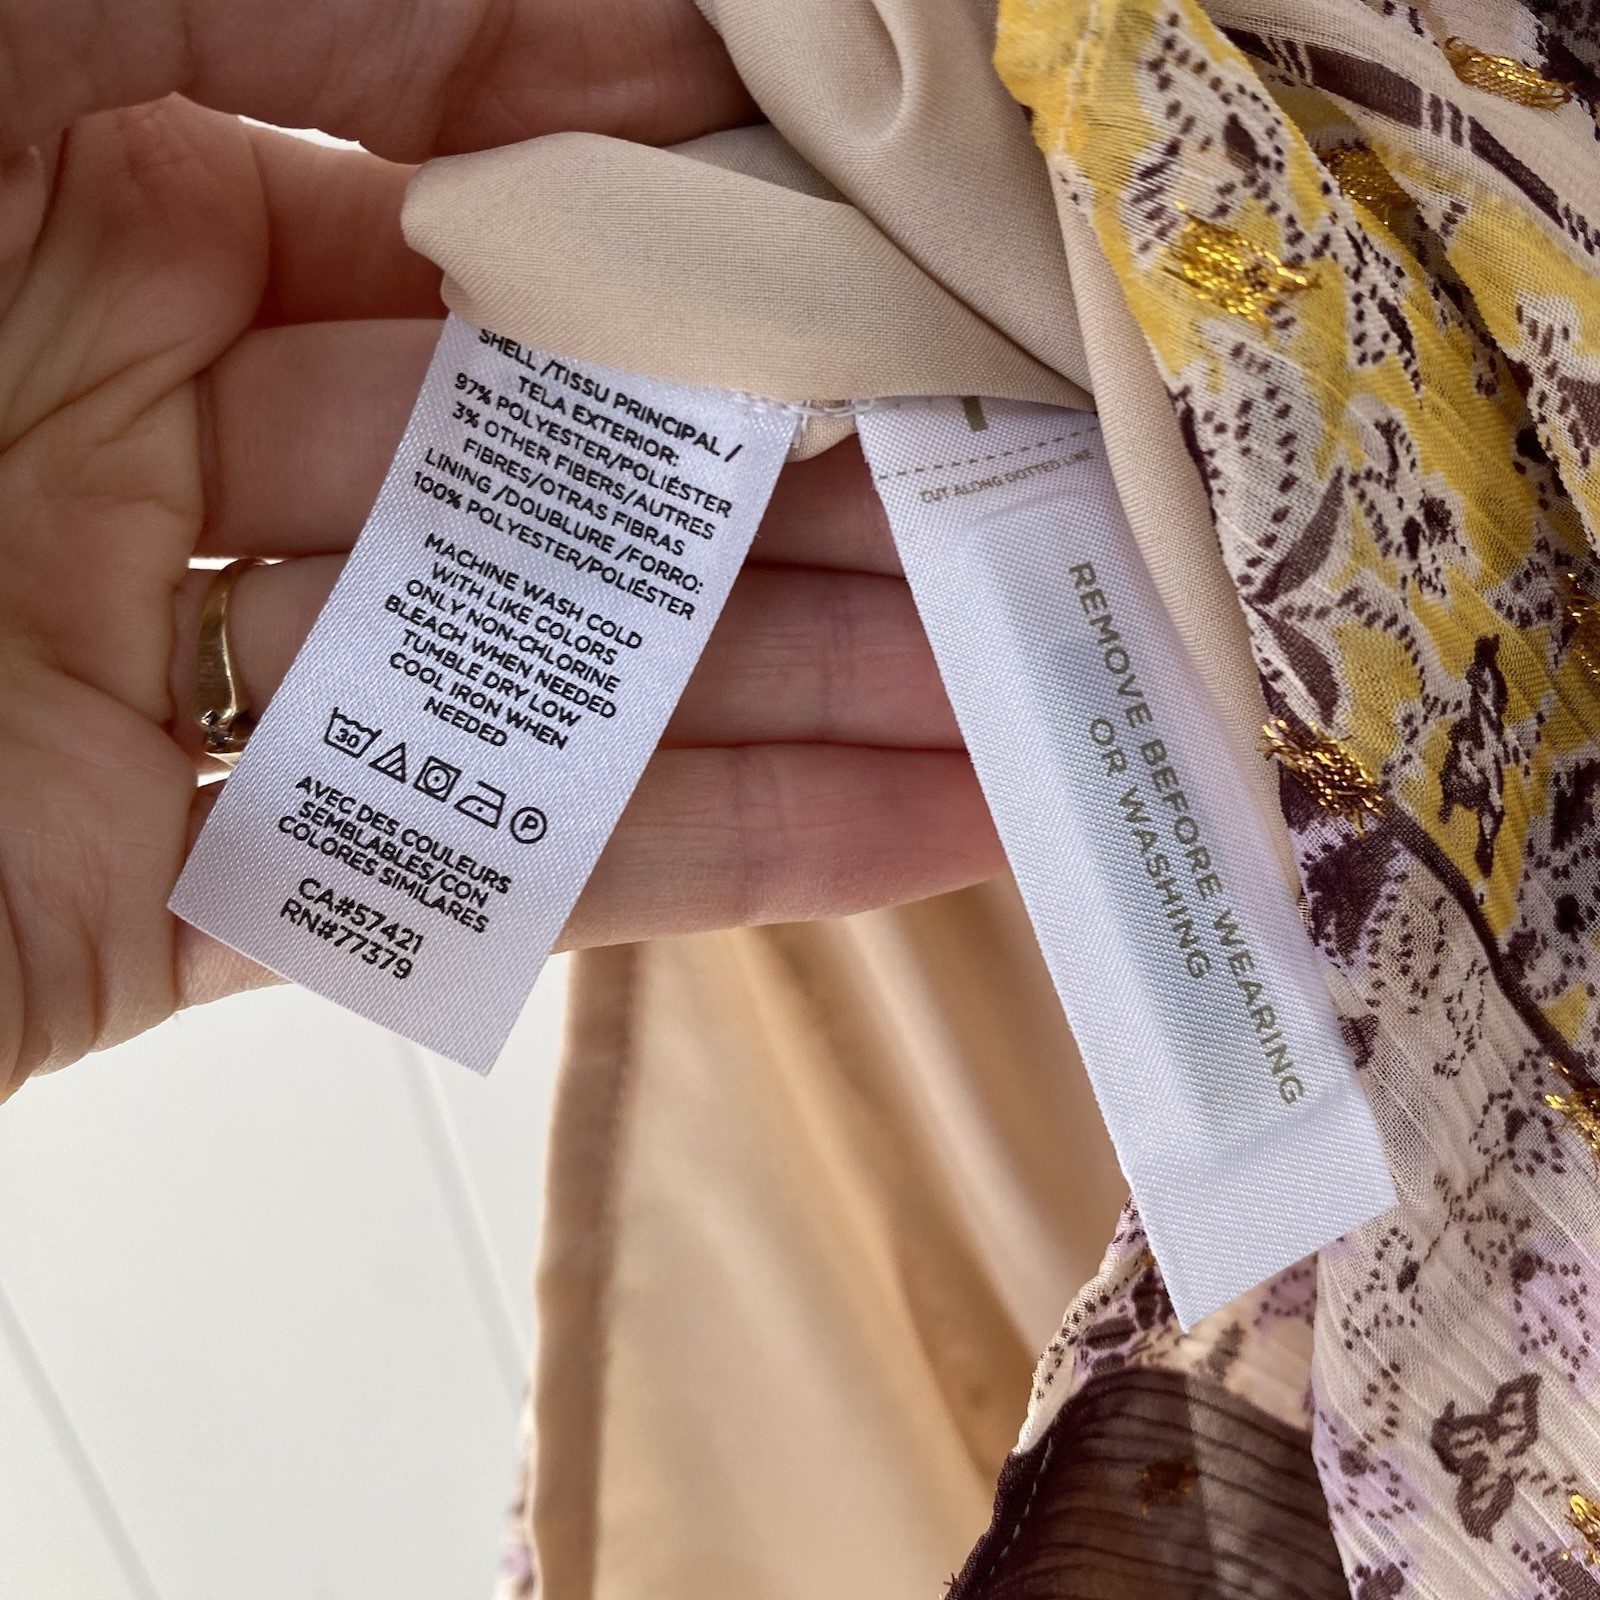 SHELL /TISSU PRINCIPAL /
TELA EXTERIOR:
97% POLYESTER/POLIÉSTER
3% OTHER FIBERS/AUTRES
FIBRES/OTRAS FIBRAS
LINING /DOUBLURE /FORRO:
100% POLYESTER/POLIÉSTER
MACHINE WASH COLD
WITH LIKE COLORS
ONLY NON-CHLORINE
BLEACH WHEN NEEDED
TUMBLE DRY LOW
COOL IRON WHEN
NEEDED
30
P
AVEC DES COULEURS
SEMBLABLES/CON
COLORES SIMILARES
CA#57421
RN#77379
CUT ALONG DOTTED LINE
REMOVE BEFORE WEARING
OR WASHING